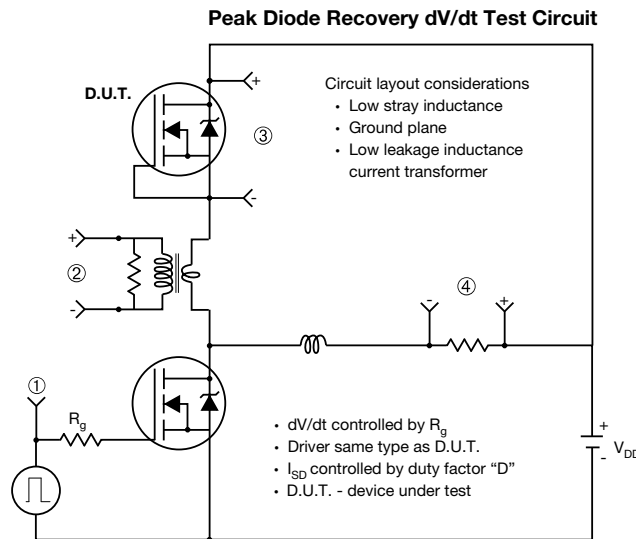 Peak Diode Recovery dV/dt Test Circuit
D.U.T.
+
-
③
Circuit layout considerations
• Low stray inductance
• Ground plane
• Low leakage inductance
current transformer
+
②
-
-
④
+
①
Rg
• dV/dt controlled by Rg
• Driver same type as D.U.T.
• ISD controlled by duty factor “D”
• D.U.T. - device under test
+
-
VDD